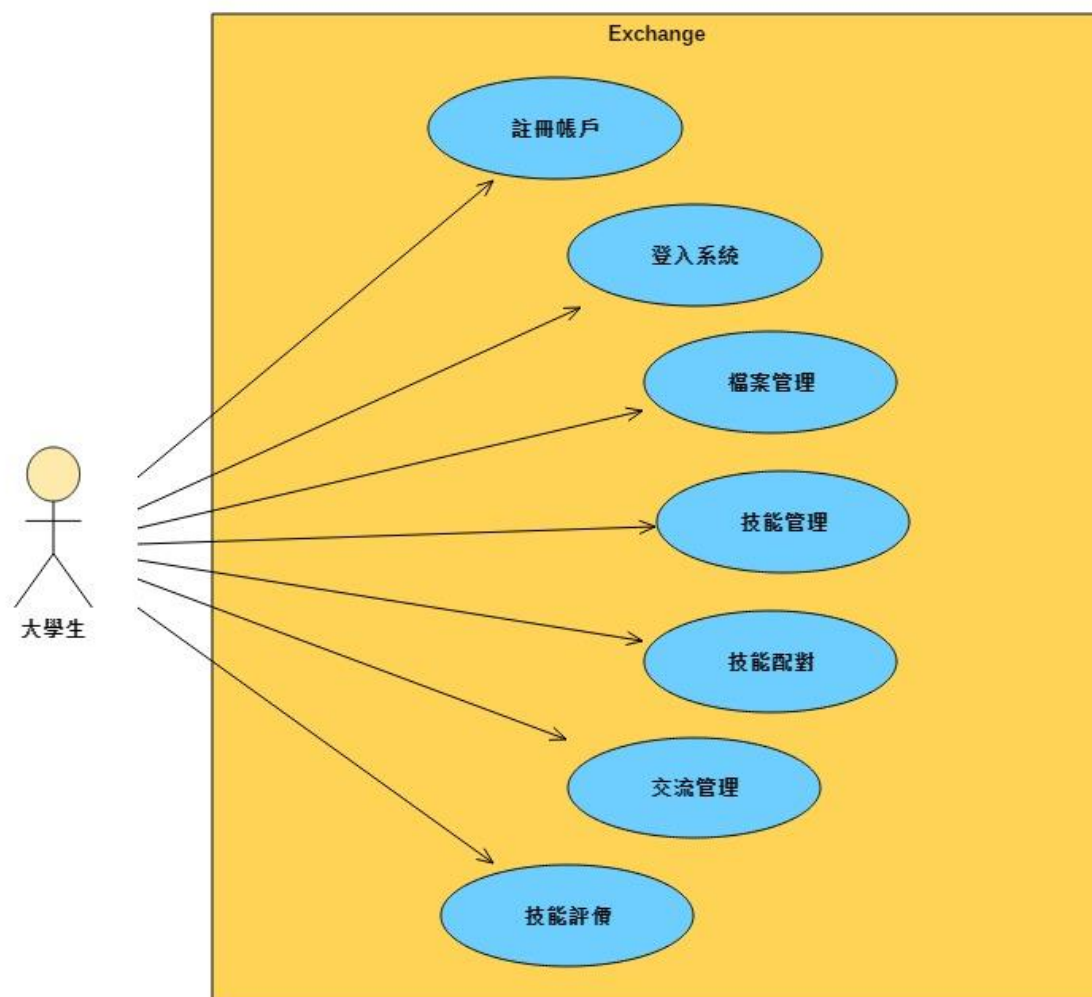 Exchange
註冊帳戶
登入系統
檔案管理
技能管理
技能配對
交流管理
技能評價
大學生